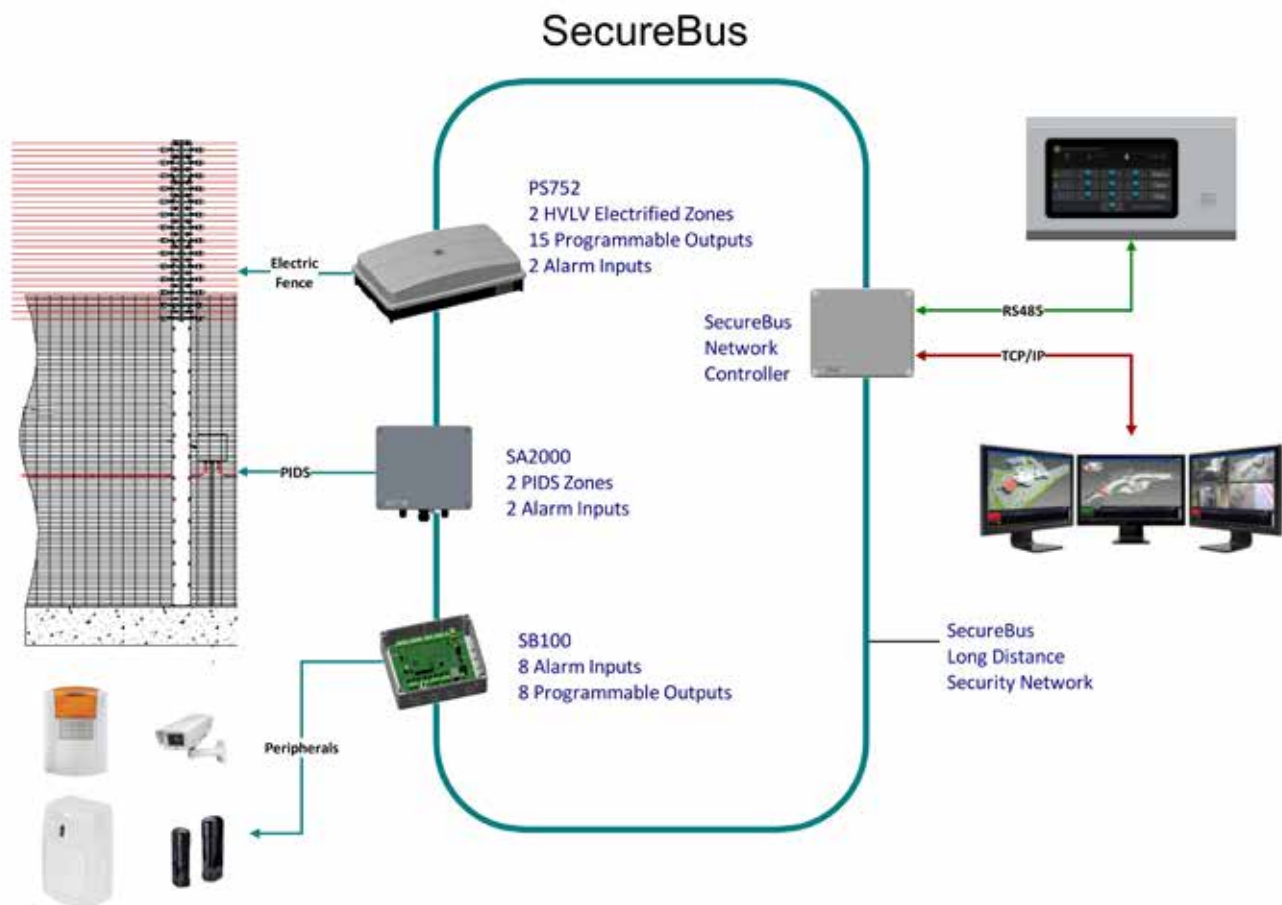 SecureBus
PS752
2 HVLV Electrified Zones
15 Programmable Outputs
2 Alarm Inputs
Electric
Fence
SecureBus
Network
Controller
RS485
TCP/IP
SA2000
2 PIDS Zones
2 Alarm Inputs
PIDS
SB100
8 Alarm Inputs
8 Programmable Outputs
Peripherals
SecureBus
Long Distance
Security Network